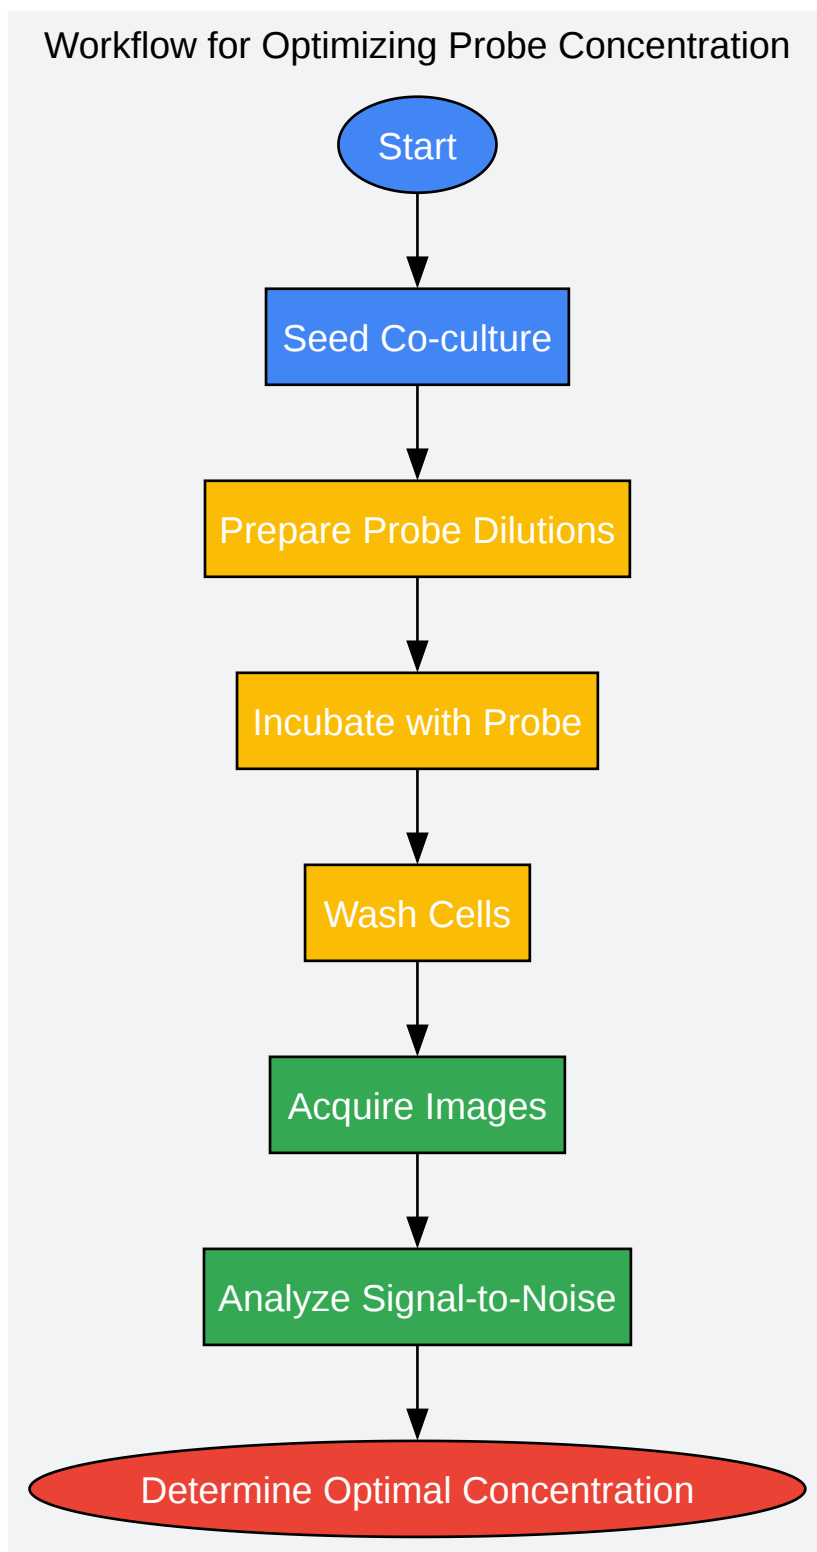 Workflow for Optimizing Probe Concentration
Start
Seed Co-culture
Prepare Probe Dilutions
Incubate with Probe
Wash Cells
Acquire Images
Analyze Signal-to-Noise
Determine Optimal Concentration